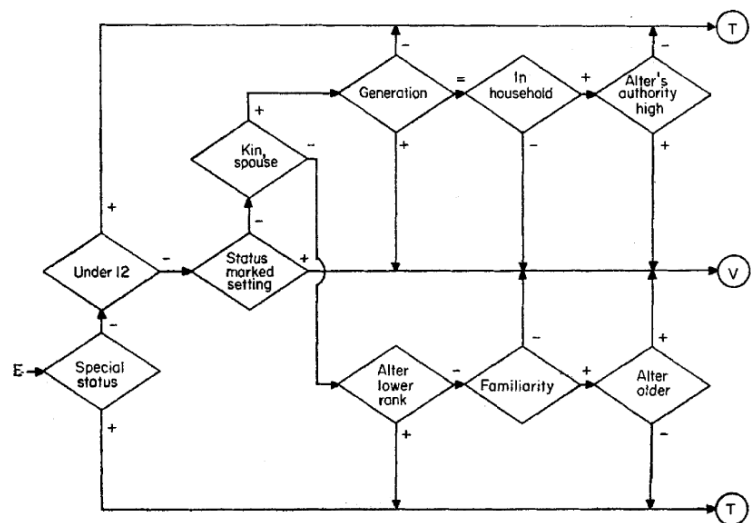 T
−
−
Generation
=
In
household
+
Alter's
authority
high
+
Kin,
spouse
−
+
−
+
+
−
Under 12
−
Status
marked
setting
+
V
−
−
+
E
Special
status
Alter
lower
rank
−
Familiarity
+
Alter
older
+
+
−
T